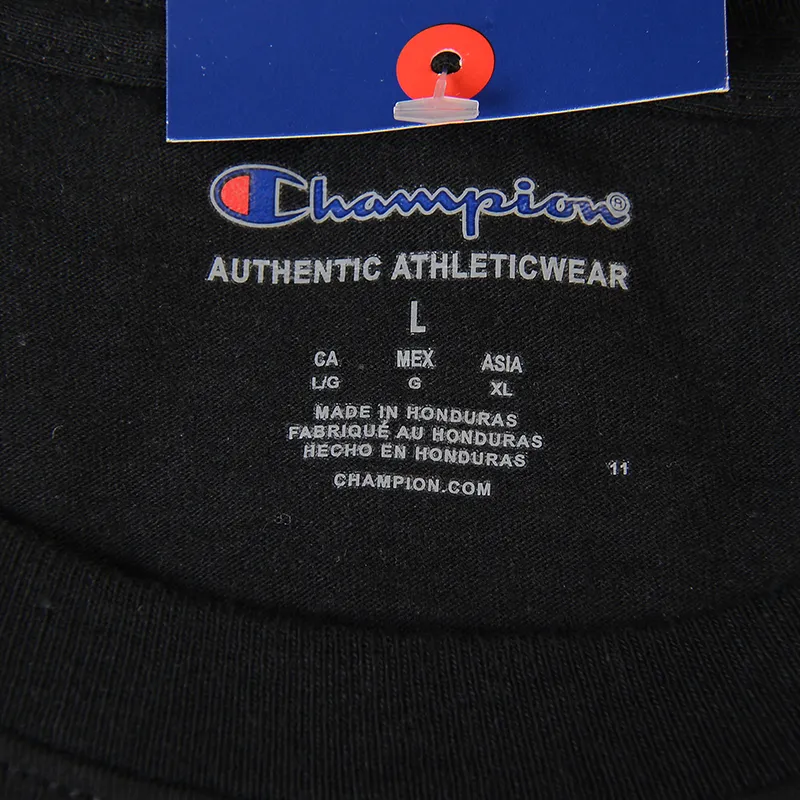 Champion®
AUTHENTIC ATHLETICWEAR
L
CA MEX ASIA
L/G G XL
MADE IN HONDURAS
FABRIQUÉ AU HONDURAS
HECHO EN HONDURAS
11
CHAMPION.COM